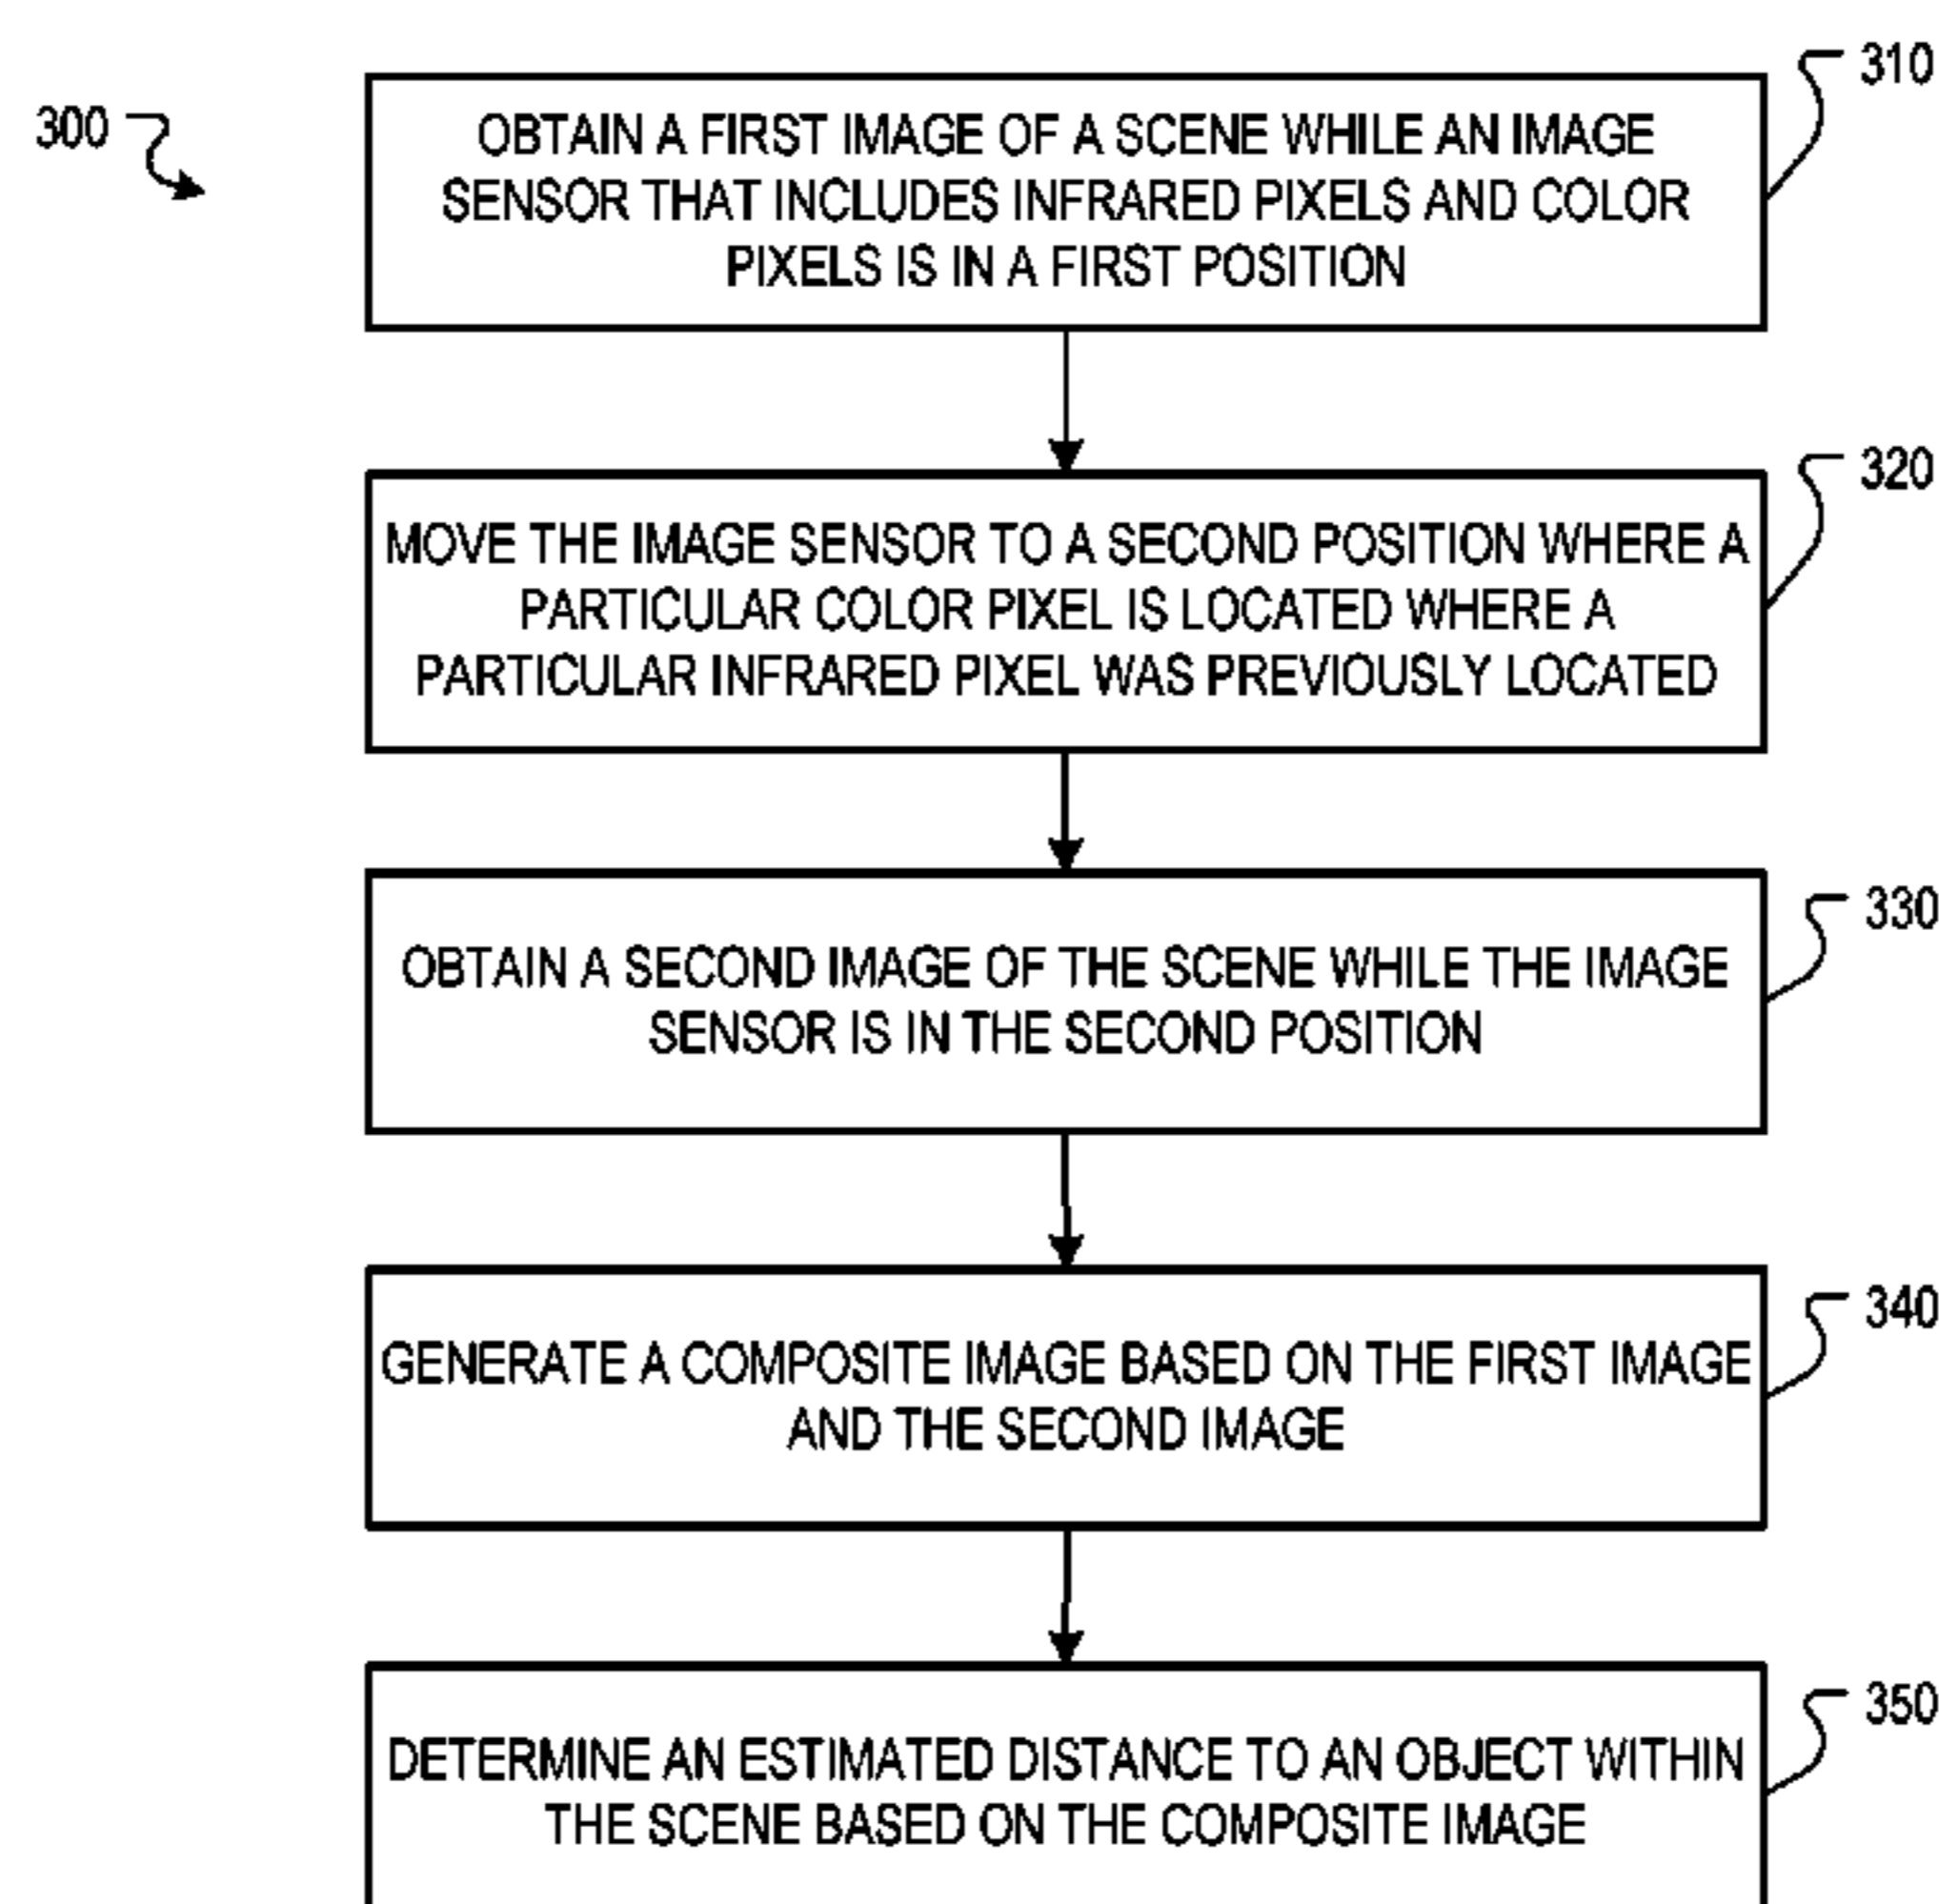 300
310
OBTAIN A FIRST IMAGE OF A SCENE WHILE AN IMAGE
SENSOR THAT INCLUDES INFRARED PIXELS AND COLOR
PIXELS IS IN A FIRST POSITION
320
MOVE THE IMAGE SENSOR TO A SECOND POSITION WHERE A
PARTICULAR COLOR PIXEL IS LOCATED WHERE A
PARTICULAR INFRARED PIXEL WAS PREVIOUSLY LOCATED
330
OBTAIN A SECOND IMAGE OF THE SCENE WHILE THE IMAGE
SENSOR IS IN THE SECOND POSITION
340
GENERATE A COMPOSITE IMAGE BASED ON THE FIRST IMAGE
AND THE SECOND IMAGE
350
DETERMINE AN ESTIMATED DISTANCE TO AN OBJECT WITHIN
THE SCENE BASED ON THE COMPOSITE IMAGE